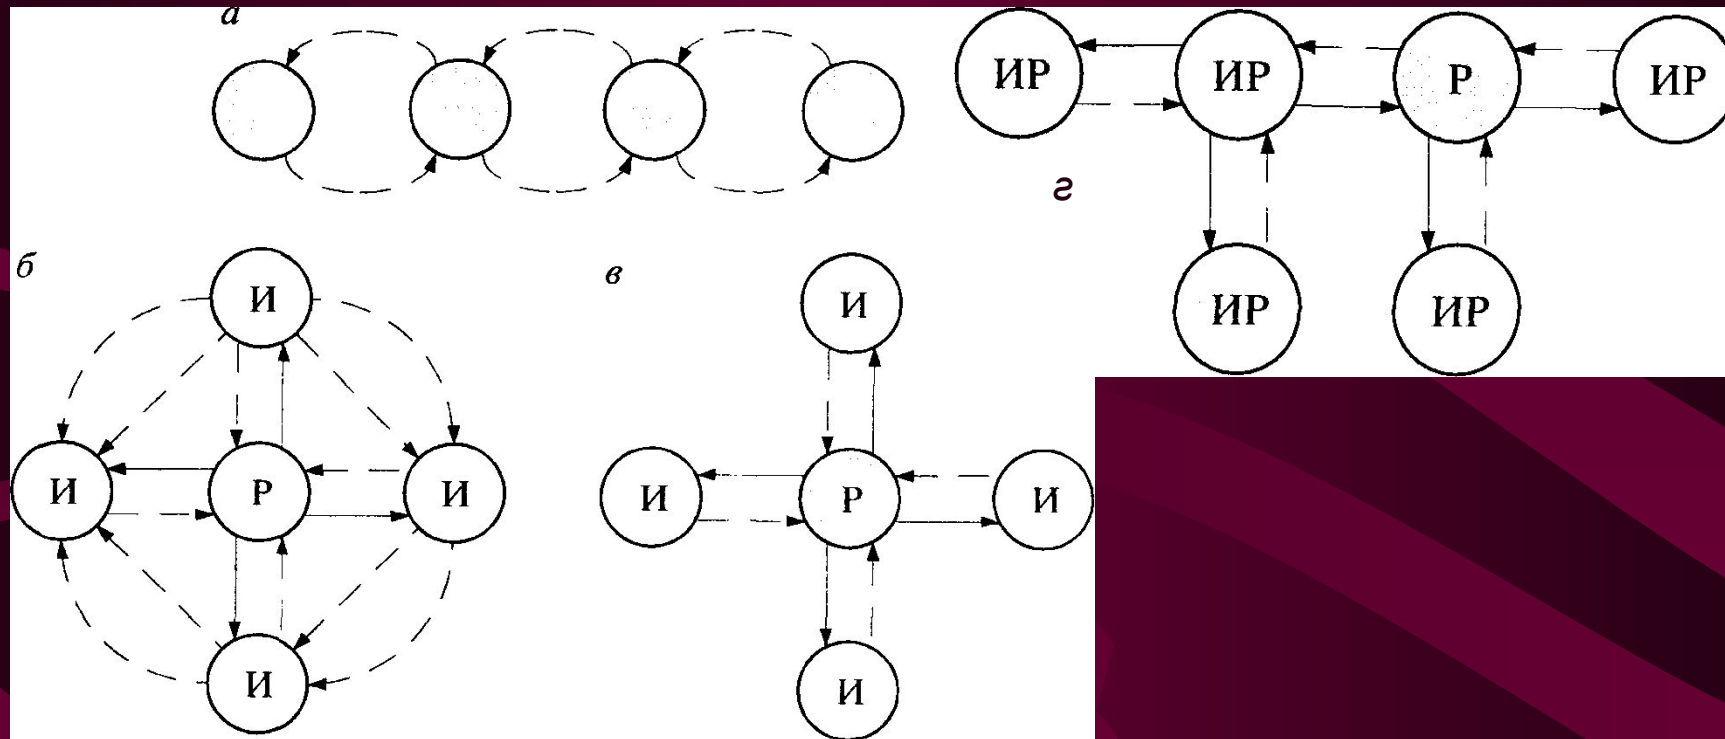 а
ИР ИР Р ИР
г
ИР ИР
б
И
И Р И
И
в
И
И Р И
И